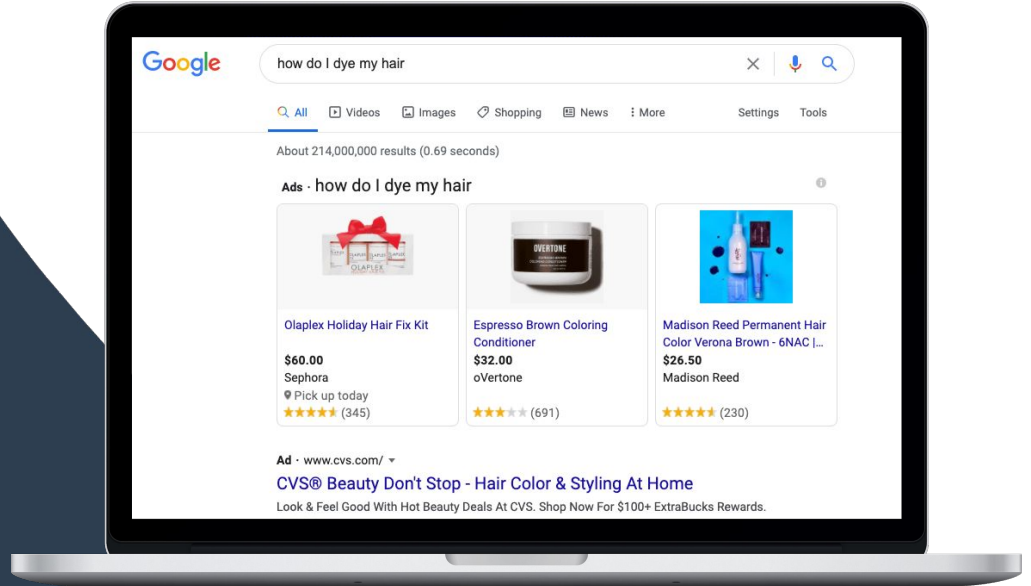 Google
how do I dye my hair
All Videos Images Shopping News More Settings Tools
About 214,000,000 results (0.69 seconds)
Ads · how do I dye my hair
OLAPLEX
OVERTONE
Olaplex Holiday Hair Fix Kit
$60.00
Sephora
Pick up today
(345)
Espresso Brown Coloring
Conditioner
$32.00
oVertone
(691)
Madison Reed Permanent Hair
Color Verona Brown - 6NAC |...
$26.50
Madison Reed
(230)
Ad · www.cvs.com/
CVS® Beauty Don't Stop - Hair Color & Styling At Home
Look & Feel Good With Hot Beauty Deals At CVS. Shop Now For $100+ ExtraBucks Rewards.